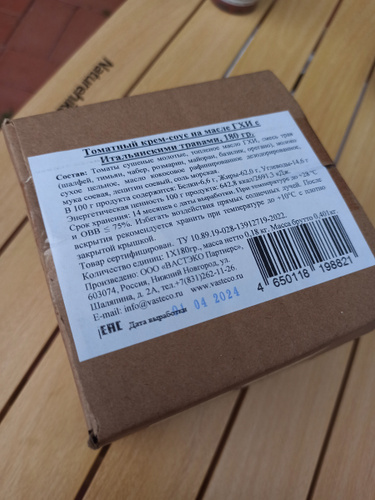 Naturehike
Томатный крем-соус на масле ГХИ с
Итальянскими травами, 180 гр.
Состав: Томаты сушеные молотые, топленое масло ГХИ, смесь трав
(шалфей, тимьян, чабер, розмарин, майоран, базилик, орегано), молоко
сухое цельное, масло кокосовое рафинированное дезодорированное,
мука соевая, лецитин соевый, соль морская.
В 100 г продукта содержится: Белки-6,6 г, Жиры-62,0 г, Углеводы-14,6 г
Энергетическая ценность 100 г продукта: 642,8 ккал/2691,3 кДж.
Срок хранения: 14 месяцев с даты выработки. При температуре до +28°С
и ОВВ ≤ 75%. Избегать воздействия прямых солнечных лучей. После
вскрытия рекомендуется хранить при температуре до +10°С с плотно
закрытой крышкой.
Товар сертифицирован. ТУ 10.89.19-028-13912719-2022.
Количество единиц: 1Х180гр., масса нетто 0,18 кг. Масса брутто 0,401кг.
Произведено: ООО «ВАСТЭКО Партнерс»,
603074, Россия, Нижний Новгород, ул.
Шаляпина, д. 2А, тел.+7(831)262-11-26.
E-mail: info@vasteco.ru www.vasteco.ru
ЕАС Дата выработки 01 04 2024
4 650118 198821